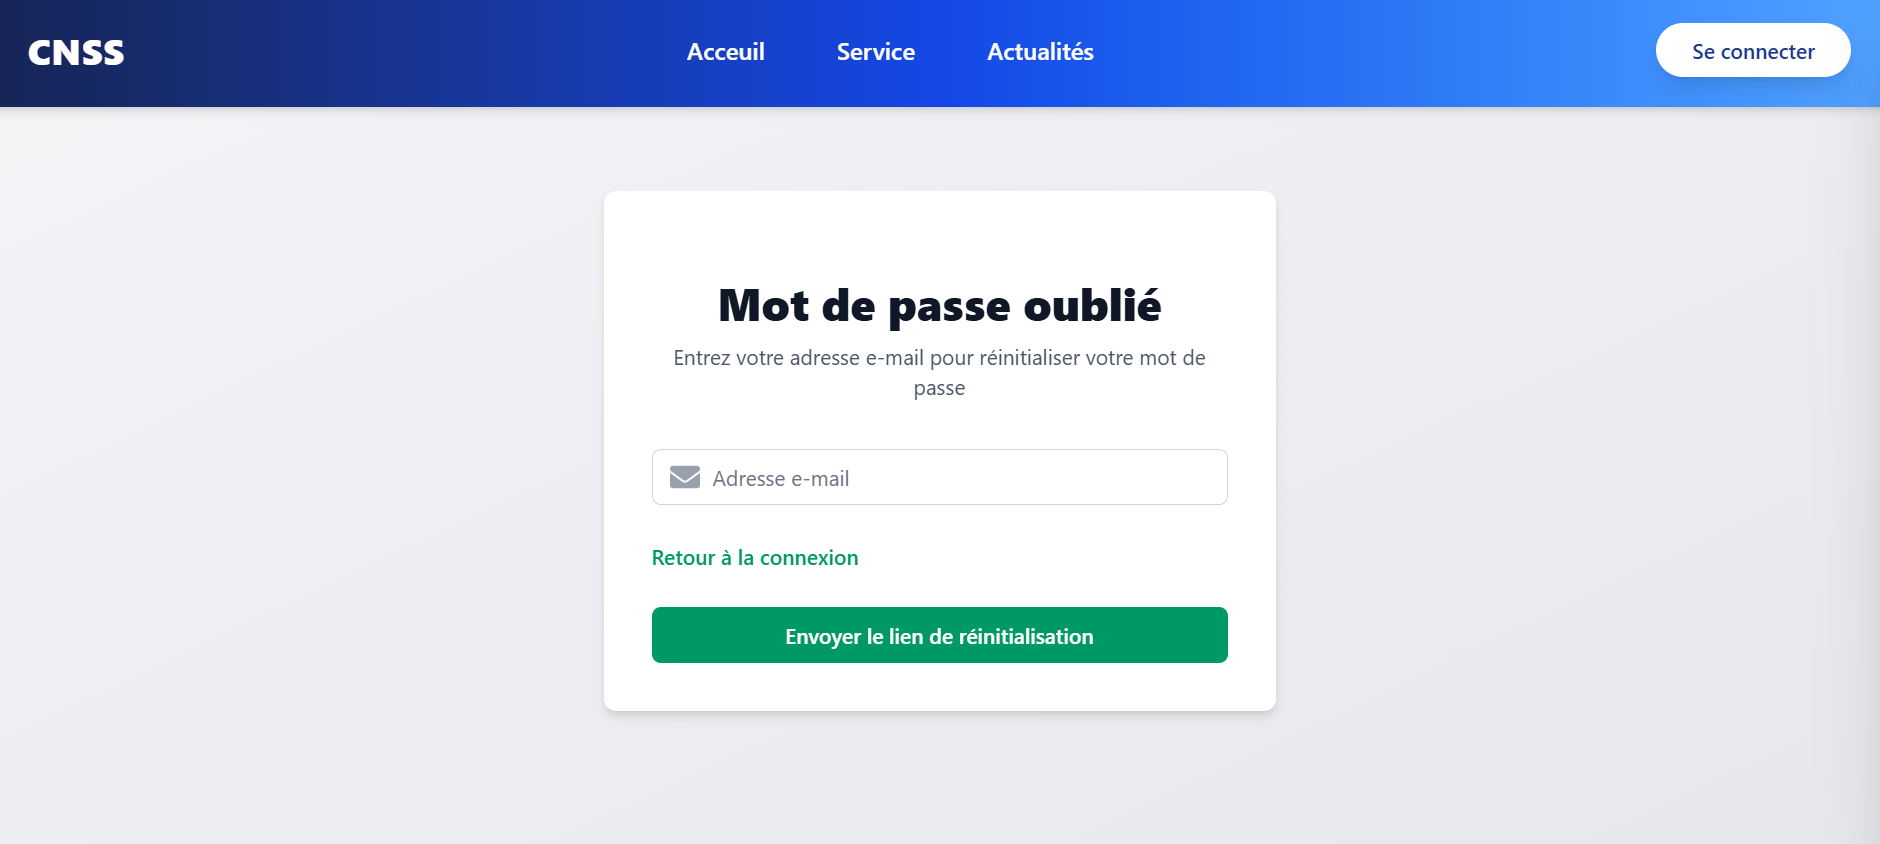 CNSS
Acceuil
Service
Actualités
Se connecter
Mot de passe oublié
Entrez votre adresse e-mail pour réinitialiser votre mot de
passe
Adresse e-mail
Retour à la connexion
Envoyer le lien de réinitialisation